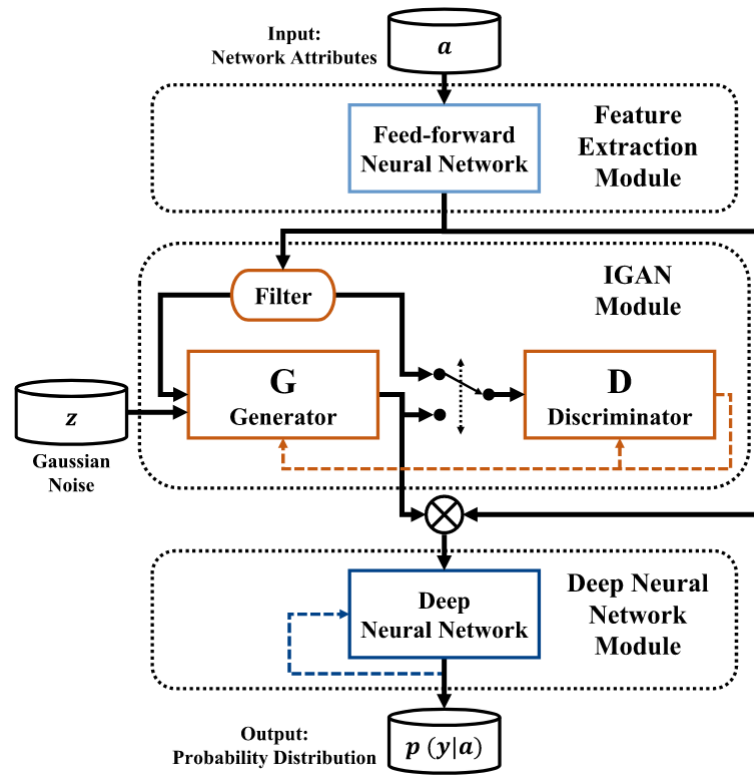 Input:
Network Attributes
a
Feed-forward
Neural Network
Feature
Extraction
Module
IGAN
Module
Filter
G
Generator
D
Discriminator
z
Gaussian
Noise
Deep
Neural Network
Deep Neural
Network
Module
Output:
Probability Distribution
p (y|a)